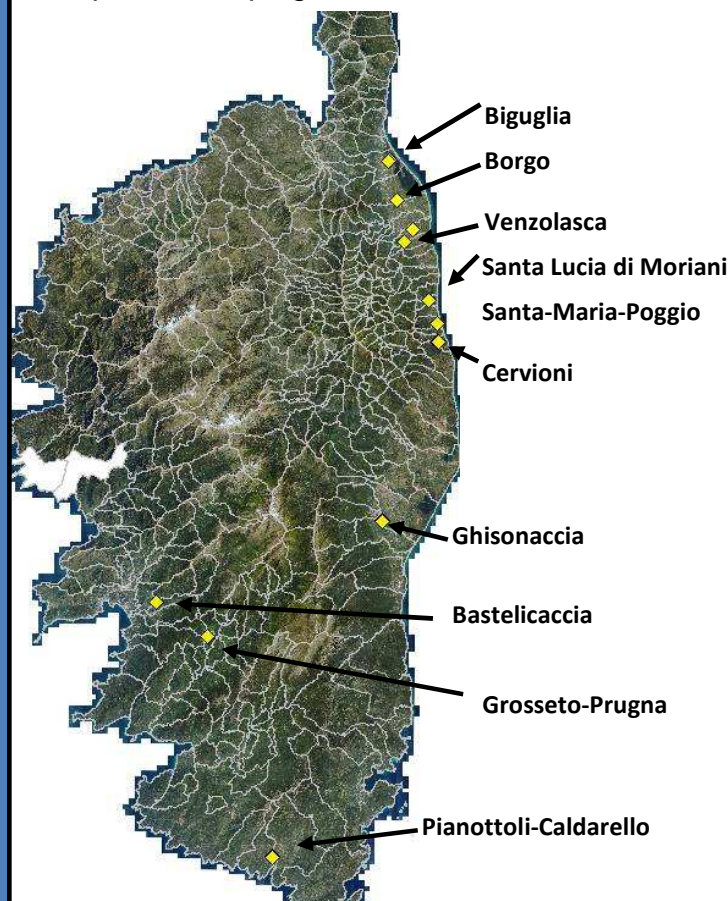 Biguglia
Borgo
Venzolasca
Santa Lucia di Moriani
Santa-Maria-Poggio
Cervioni
Ghisonaccia
Bastelicaccia
Grosseto-Prugna
Pianottoli-Caldarello